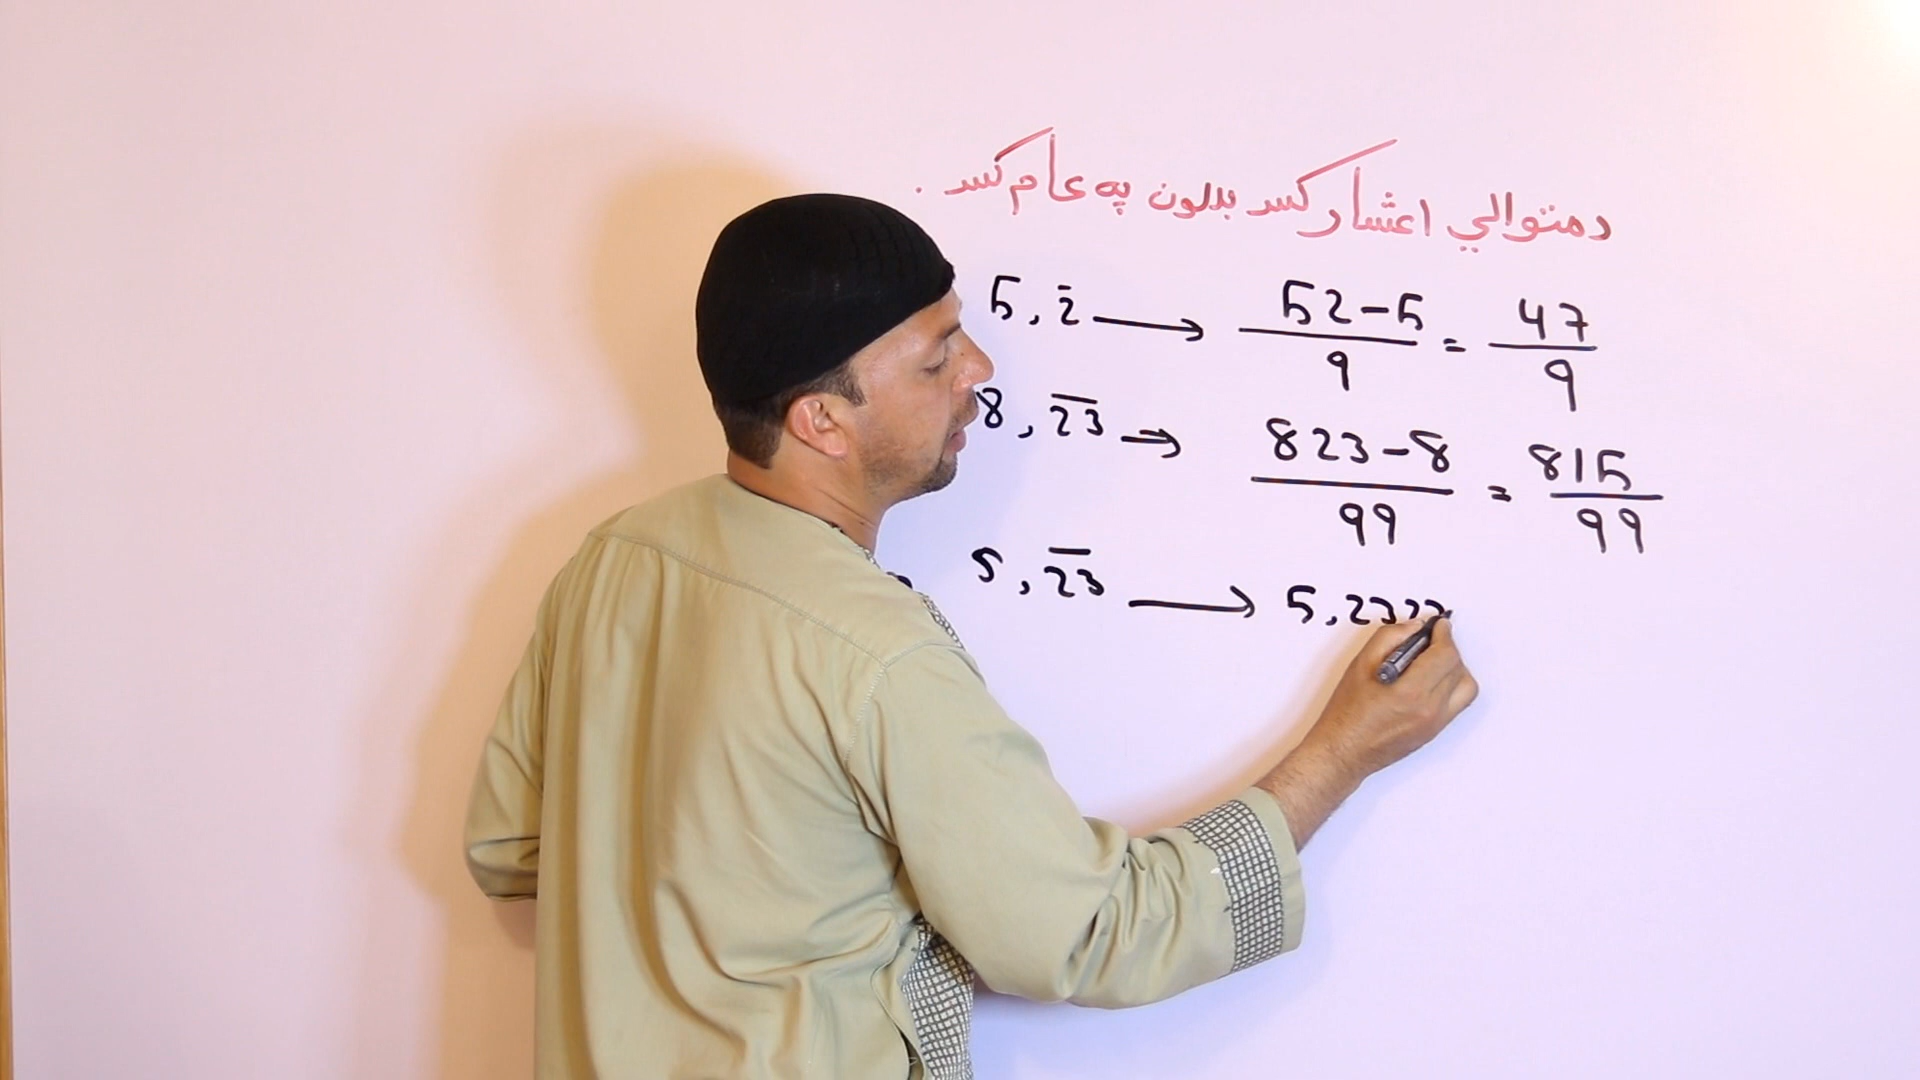 د متوالي اعشار کسر بدلون په عام کسر .
5,2̄ → 52-5/9 = 47/9
8,2̅3̅ → 823-8/99 = 815/99
5,2̅3̅ → 5,2323